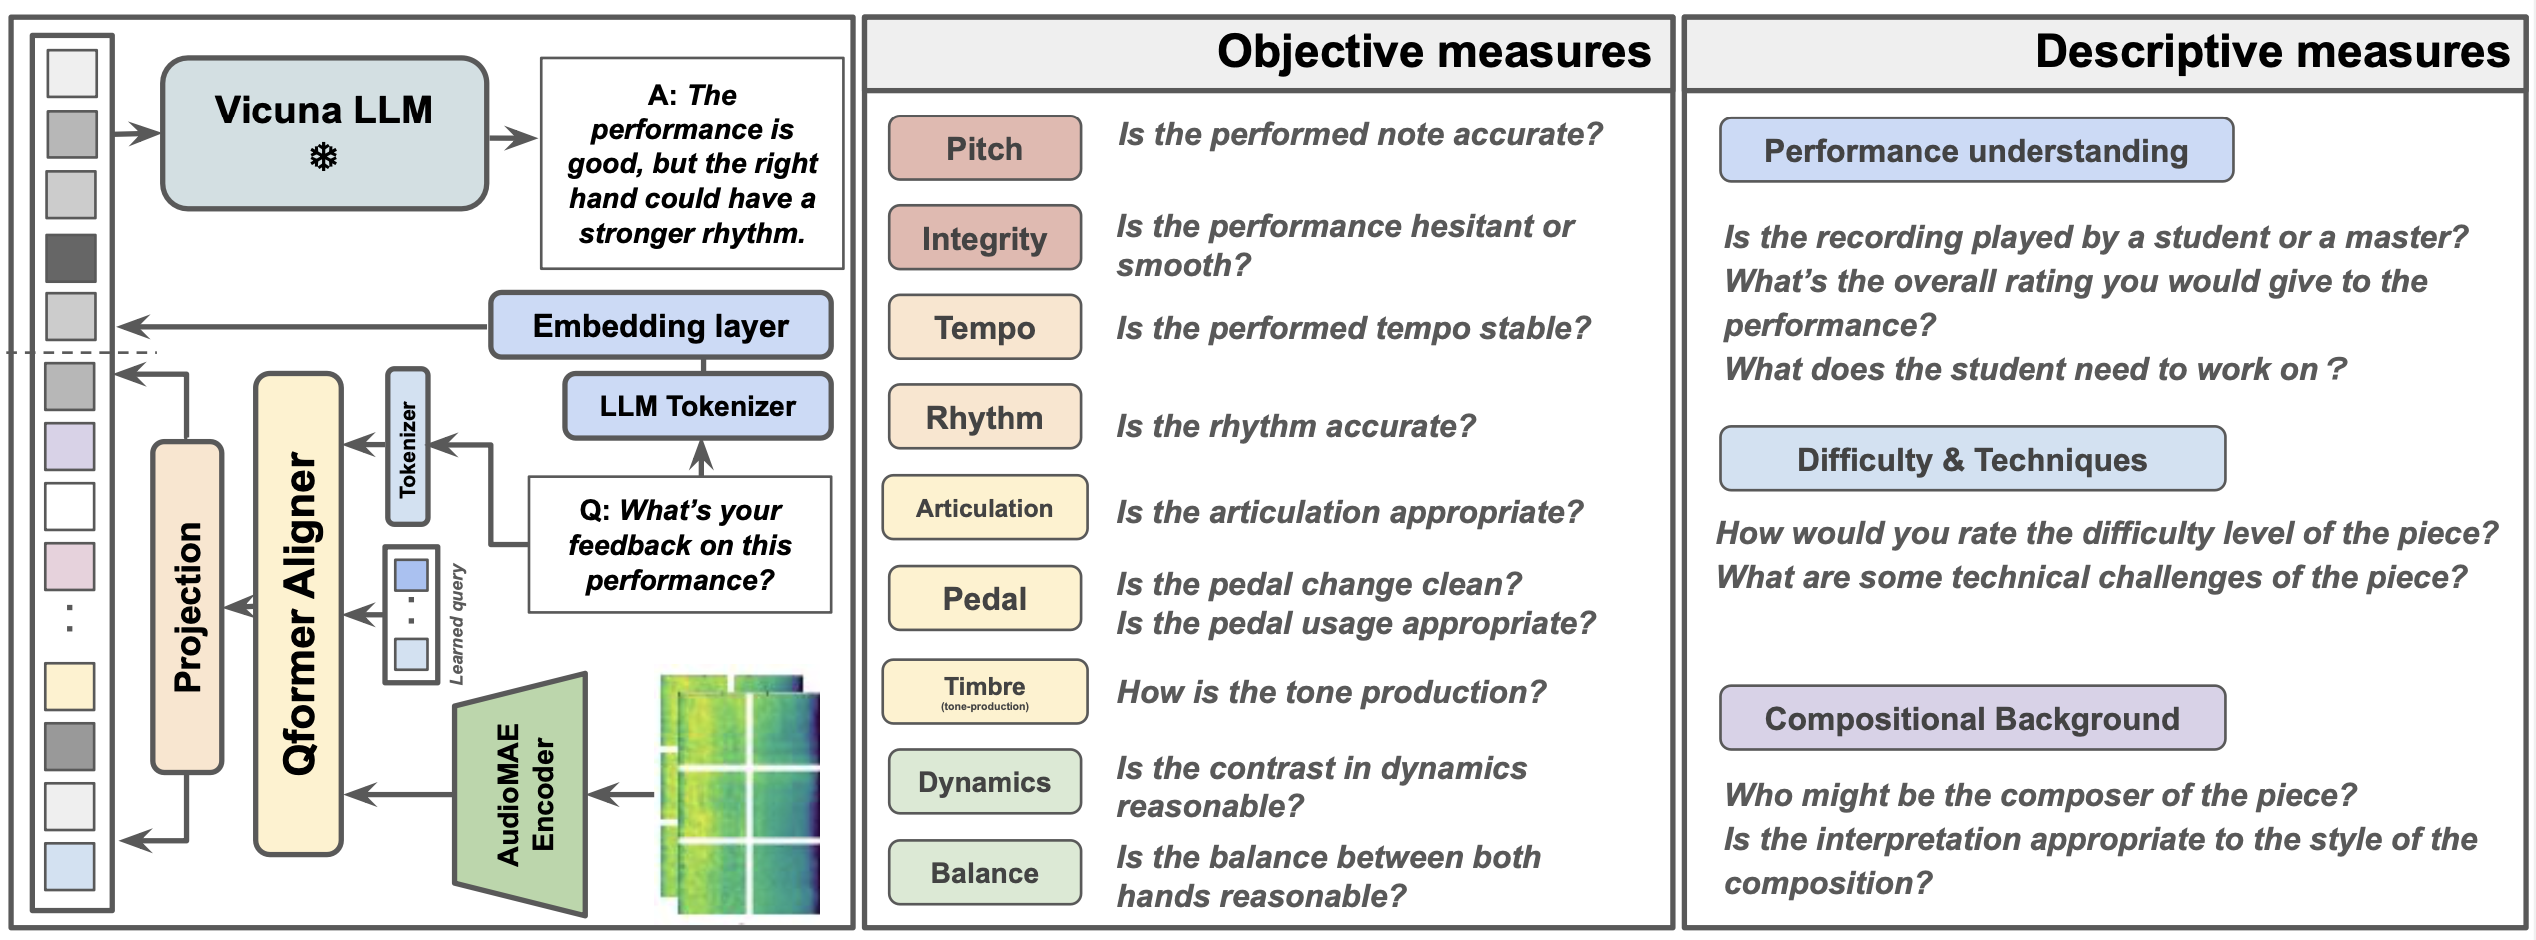 Vicuna LLM
A: The
performance is
good, but the right
hand could have a
stronger rhythm.
Embedding layer
LLM Tokenizer
Tokenizer
Q: What's your
feedback on this
performance?
Learned query
Qformer Aligner
Projection
AudioMAE
Encoder
Objective measures
Pitch
Is the performed note accurate?
Integrity
Is the performance hesitant or
smooth?
Tempo
Is the performed tempo stable?
Rhythm
Is the rhythm accurate?
Articulation
Is the articulation appropriate?
Pedal
Is the pedal change clean?
Is the pedal usage appropriate?
Timbre
(tone-production)
How is the tone production?
Dynamics
Is the contrast in dynamics
reasonable?
Balance
Is the balance between both
hands reasonable?
Descriptive measures
Performance understanding
Is the recording played by a student or a master?
What's the overall rating you would give to the
performance?
What does the student need to work on ?
Difficulty & Techniques
How would you rate the difficulty level of the piece?
What are some technical challenges of the piece?
Compositional Background
Who might be the composer of the piece?
Is the interpretation appropriate to the style of the
composition?